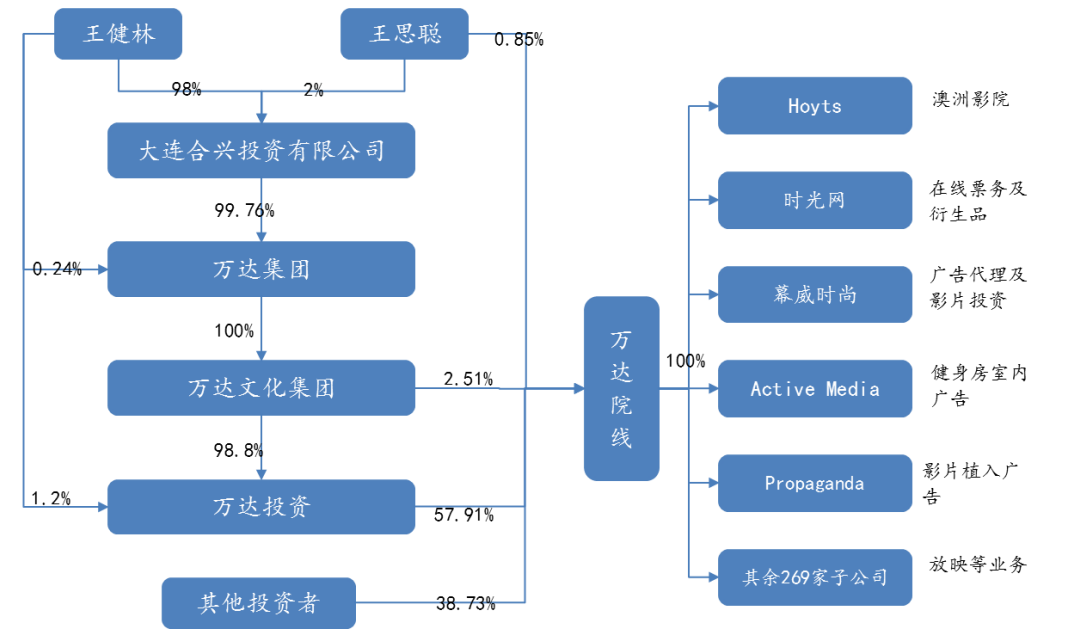 王健林
王思聪
0.85%
98%
2%
大连合兴投资有限公司
99.76%
0.24%
万达集团
100%
万达文化集团
2.51%
98.8%
1.2%
万达投资
57.91%
其他投资者
38.73%
万
达
院
线
100%
Hoyts
澳洲影院
时光网
在线票务及
衍生品
幕威时尚
广告代理及
影片投资
Active Media
健身房室内
广告
Propaganda
影片植入广
告
其余269家子公司
放映等业务